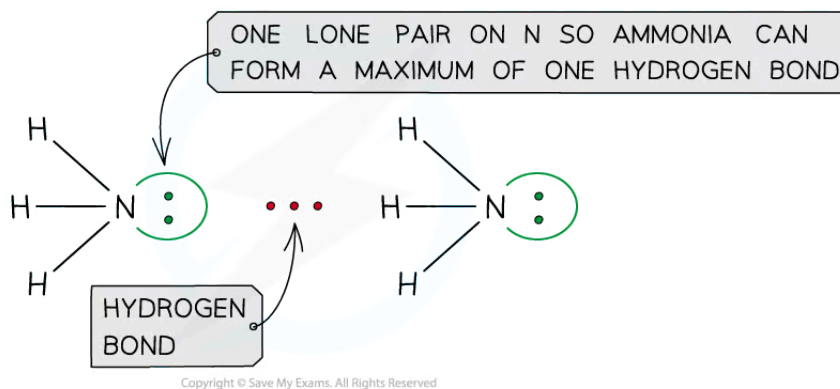 ONE LONE PAIR ON N SO AMMONIA CAN
FORM A MAXIMUM OF ONE HYDROGEN BOND
H
H
H
N
H
H
H
N
HYDROGEN
BOND
Copyright © Save My Exams. All Rights Reserved